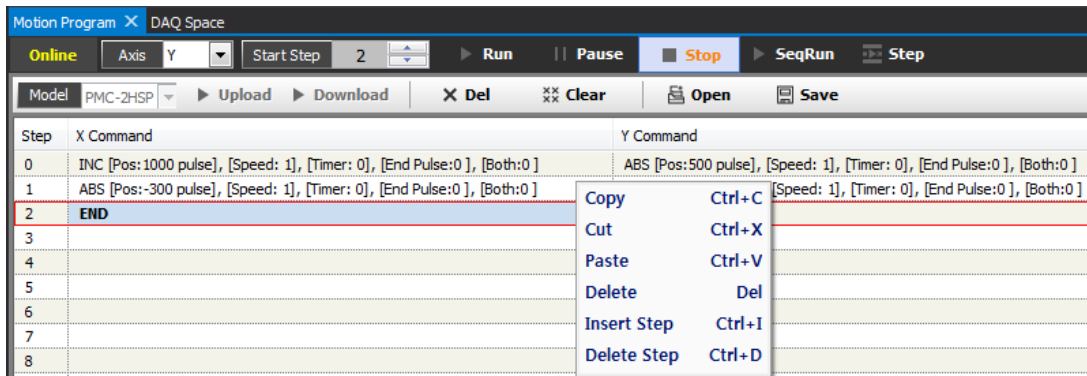 Motion Program DAQ Space
Online Axis Y Start Step 2 Run Pause Stop SeqRun Step
Model PMC-2HSP Upload Download Del Clear Open Save
Step X Command Y Command
0 INC [Pos:1000 pulse], [Speed: 1], [Timer: 0], [End Pulse:0 ], [Both:0 ] ABS [Pos:500 pulse], [Speed: 1], [Timer: 0], [End Pulse:0 ], [Both:0 ]
1 ABS [Pos:-300 pulse], [Speed: 1], [Timer: 0], [End Pulse:0 ], [Both:0 ] [Speed: 1], [Timer: 0], [End Pulse:0 ], [Both:0 ]
2 END
3
4
5
6
7
8
Copy Ctrl+C
Cut Ctrl+X
Paste Ctrl+V
Delete Del
Insert Step Ctrl+I
Delete Step Ctrl+D